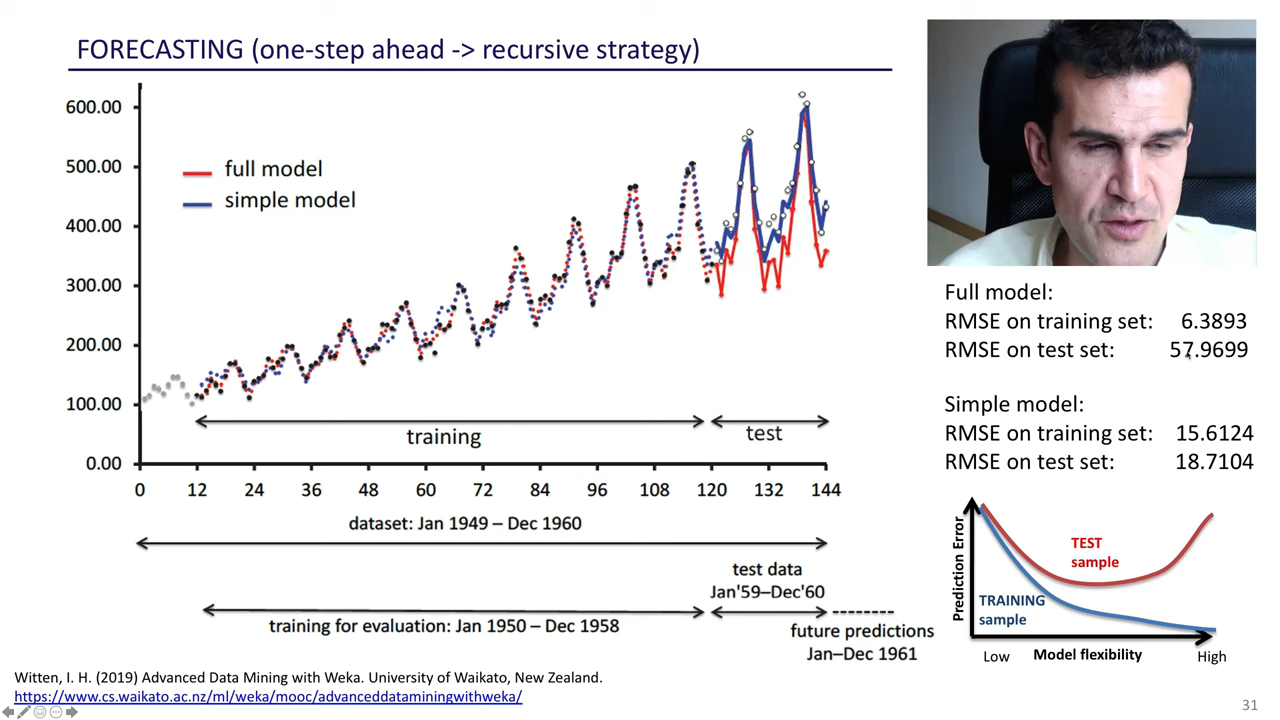 FORECASTING (one-step ahead -> recursive strategy)
600.00
500.00
400.00
300.00
200.00
100.00
0.00
full model
simple model
training
test
0 12 24 36 48 60 72 84 96 108 120 132 144
dataset: Jan 1949 – Dec 1960
test data
Jan'59–Dec'60
training for evaluation: Jan 1950 – Dec 1958
future predictions
Jan–Dec 1961
Full model:
RMSE on training set: 6.3893
RMSE on test set: 57.9699
Simple model:
RMSE on training set: 15.6124
RMSE on test set: 18.7104
Prediction Error
TEST
sample
TRAINING
sample
Low Model flexibility High
Witten, I. H. (2019) Advanced Data Mining with Weka. University of Waikato, New Zealand.
https://www.cs.waikato.ac.nz/ml/weka/mooc/advanceddataminingwithweka/
31